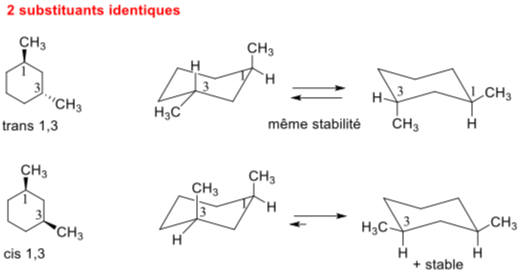 2 substituants identiques
CH3
1
3
CH3
trans 1,3
H
CH3
1
H
3
H3C
même stabilité
H
3
1
CH3
CH3
H
CH3
1
3
CH3
cis 1,3
CH3
CH3
1
H
3
H
H3C
3
1
CH3
H
H
+ stable